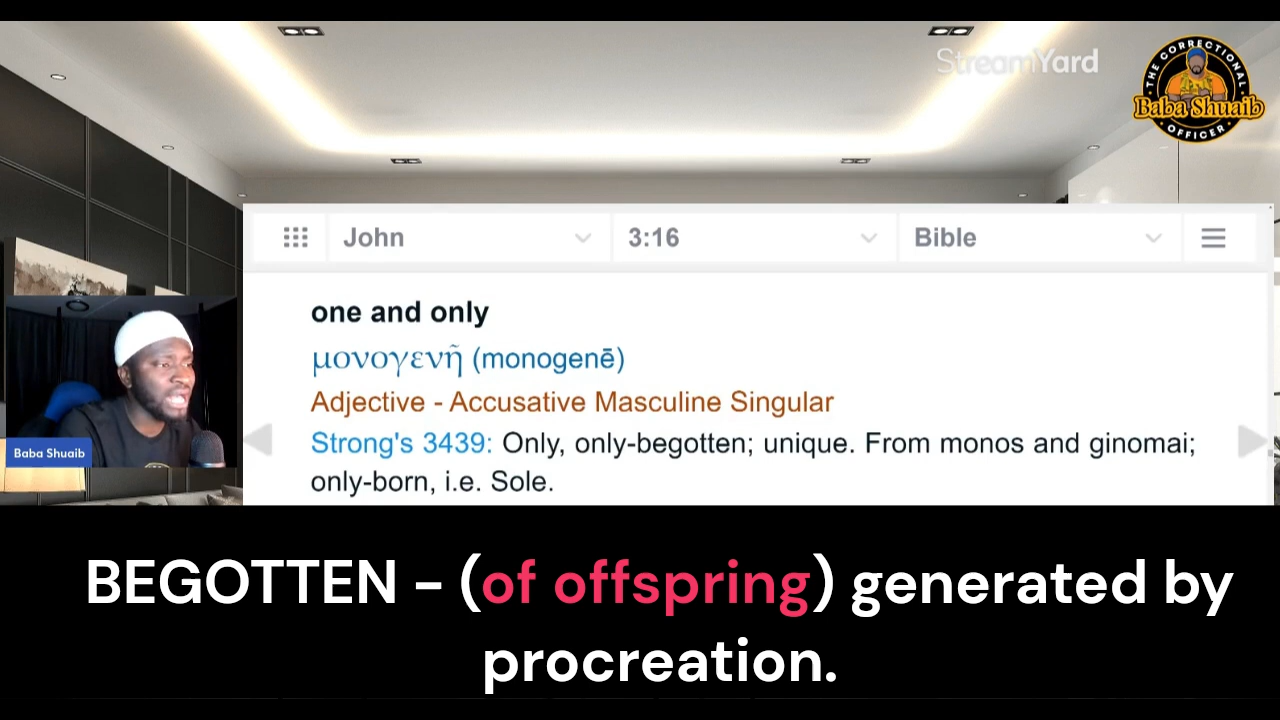 StreamYard
THE CORRECTIONAL
Baba Shuaib
OFFICER
John
3:16
Bible
one and only
μονογενῆ (monogenē)
Adjective - Accusative Masculine Singular
Strong's 3439: Only, only-begotten; unique. From monos and ginomai;
only-born, i.e. Sole.
Baba Shuaib
BEGOTTEN - (of offspring) generated by
procreation.